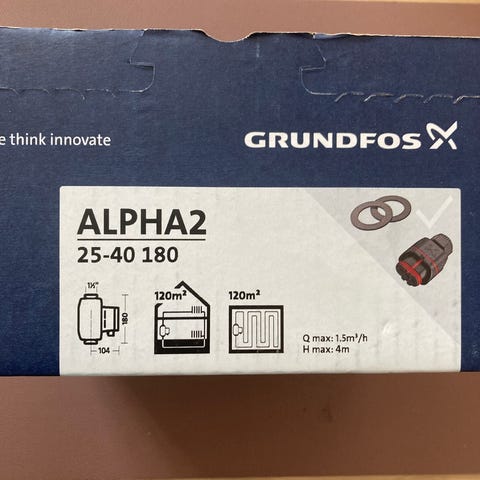 e think innovate
GRUNDFOS
ALPHA2
25-40 180
1½"
180
104
120m²
120m²
Q max: 1.5m³/h
H max: 4m